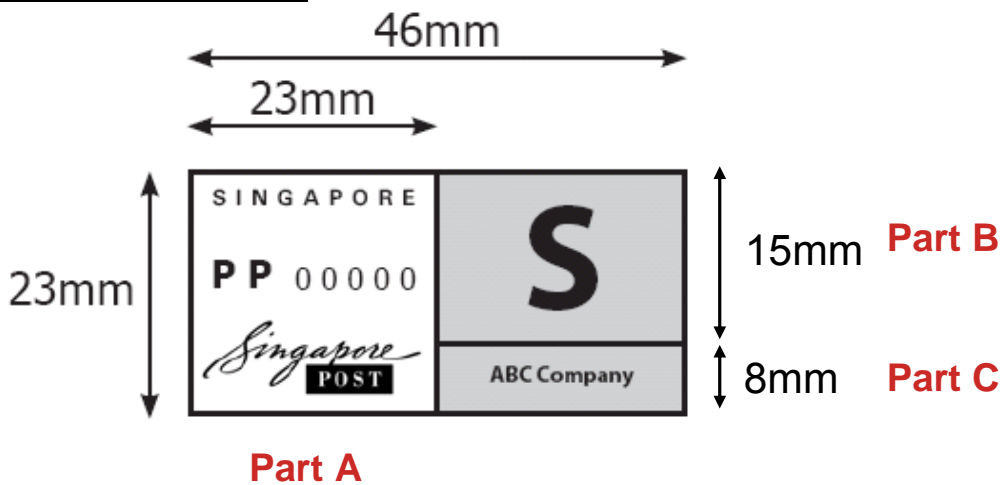 46mm
23mm
SINGAPORE
PP 00000
Singapore
POST
23mm
S
ABC Company
15mm Part B
8mm Part C
Part A